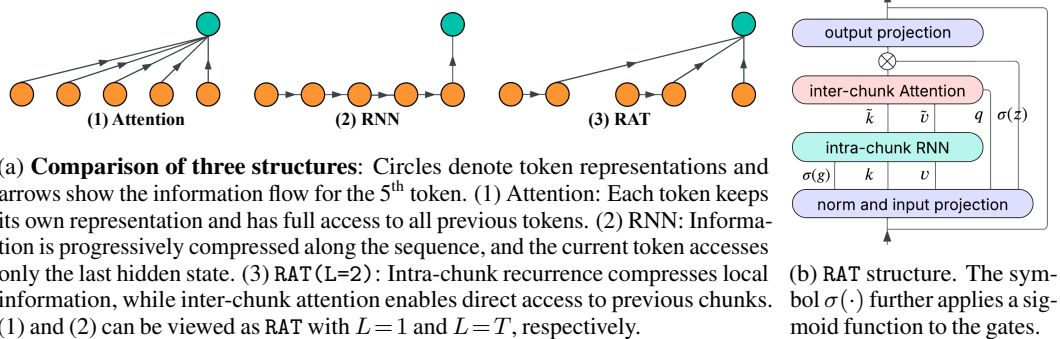 (1) Attention
(2) RNN
(3) RAT
(a) Comparison of three structures: Circles denote token representations and
arrows show the information flow for the 5th token. (1) Attention: Each token keeps
its own representation and has full access to all previous tokens. (2) RNN: Informa-
tion is progressively compressed along the sequence, and the current token accesses
only the last hidden state. (3) RAT(L=2): Intra-chunk recurrence compresses local
information, while inter-chunk attention enables direct access to previous chunks.
(1) and (2) can be viewed as RAT with L=1 and L=T, respectively.
output projection
⊗
inter-chunk Attention
k̃ ṽ q σ(z)
intra-chunk RNN
σ(g) k v
norm and input projection
(b) RAT structure. The sym-
bol σ(·) further applies a sig-
moid function to the gates.